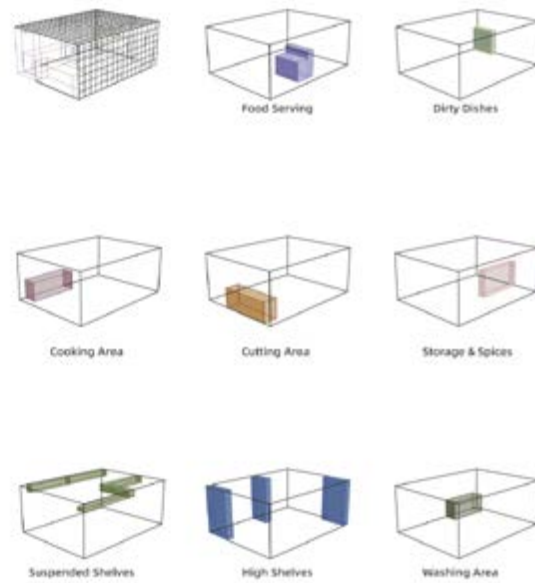 Food Serving
Dirty Dishes
Cooking Area
Cutting Area
Storage & Spices
Suspended Shelves
High Shelves
Washing Area